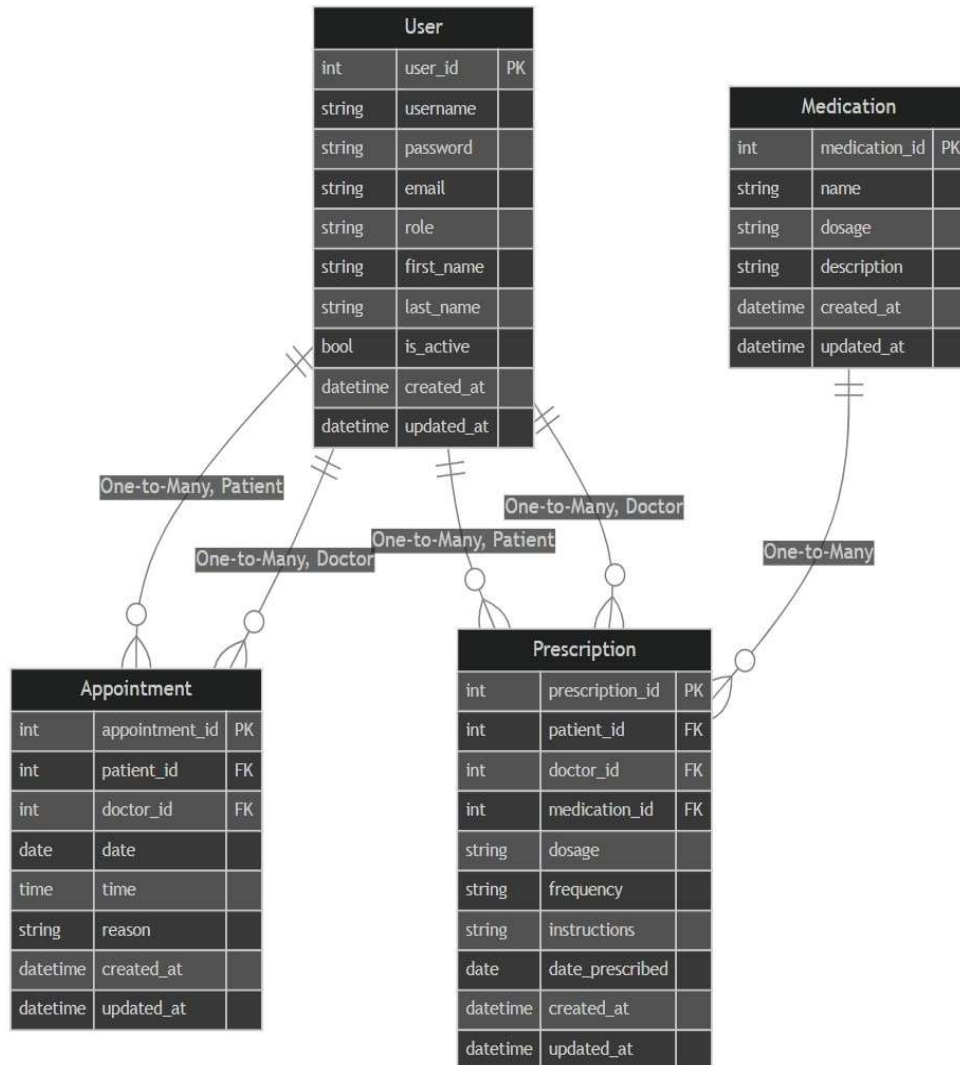 User
int user_id PK
string username
string password
string email
string role
string first_name
string last_name
bool is_active
datetime created_at
datetime updated_at
Medication
int medication_id PK
string name
string dosage
string description
datetime created_at
datetime updated_at
One-to-Many, Patient
One-to-Many, Doctor
One-to-Many, Patient
One-to-Many, Doctor
One-to-Many
Appointment
int appointment_id PK
int patient_id FK
int doctor_id FK
date date
time time
string reason
datetime created_at
datetime updated_at
Prescription
int prescription_id PK
int patient_id FK
int doctor_id FK
int medication_id FK
string dosage
string frequency
string instructions
date date_prescribed
datetime created_at
datetime updated_at